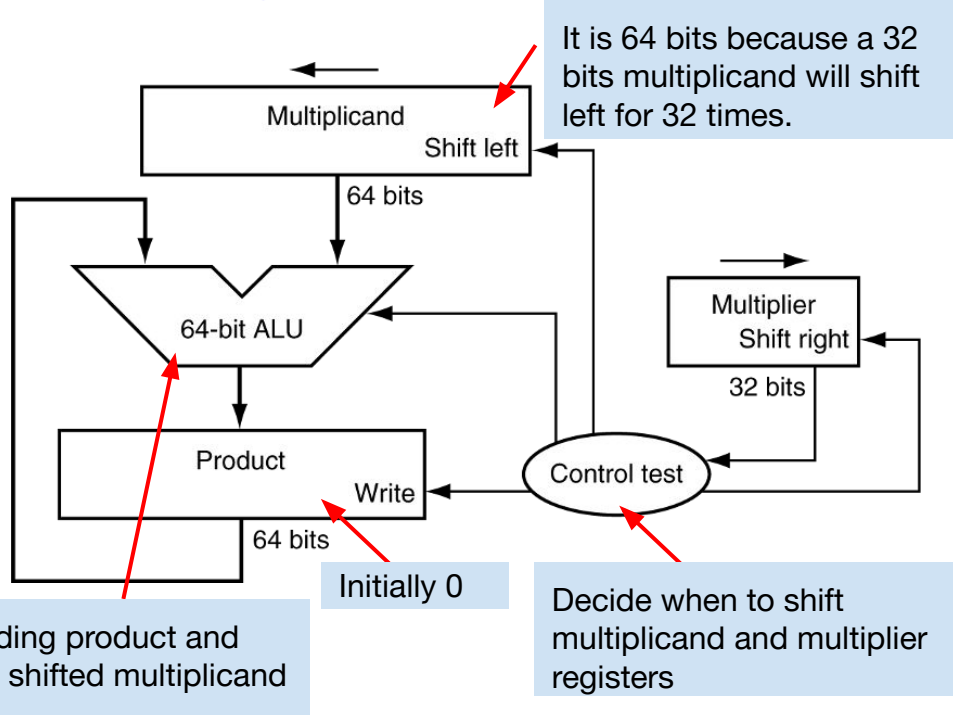 It is 64 bits because a 32
bits multiplicand will shift
left for 32 times.
Multiplicand
Shift left
64 bits
64-bit ALU
Multiplier
Shift right
32 bits
Product
Write
Control test
64 bits
Initially 0
Decide when to shift
multiplicand and multiplier
registers
product and
shifted multiplicand